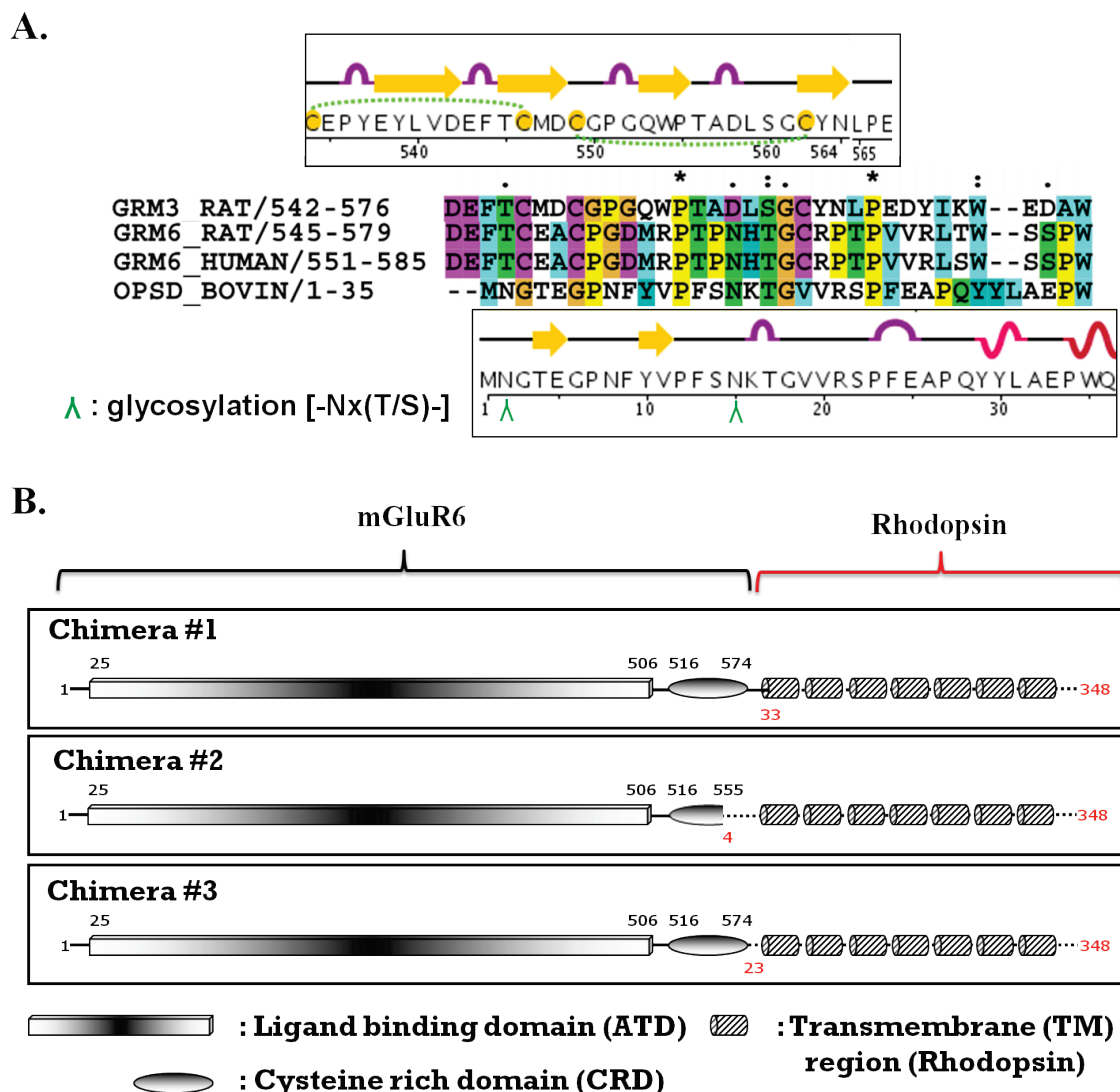 A.
CEPYEYLVDEFTCMDCGPGQWPTADLSGCYNLPE
540 550 560 564 565
. * . : . * : .
GRM3_RAT/542-576 DEFTCMDCGPGQWPTADLSGCYNLPEDYIKW--EDAW
GRM6_RAT/545-579 DEFTCEACPGDMRPTPNHTGCRPTPVVRLTW--SSPW
GRM6_HUMAN/551-585 DEFTCEACPGDMRPTPNHTGCRPTPVVRLSW--SSPW
OPSD_BOVIN/1-35 --MNGTEGPNFYVPFSNKTGVVRSPFEAPQYYLAEPW
MNGTEGPNFYVPFSNKTGVVRSPFEAPQYYLAEPWQ
1 10 20 30
: glycosylation [-Nx(T/S)-]
B.
mGluR6 Rhodopsin
Chimera #1
25 506 516 574
1 348
33
Chimera #2
25 506 516 555
1 348
4
Chimera #3
25 506 516 574
1 348
23
: Ligand binding domain (ATD) : Transmembrane (TM)
region (Rhodopsin)
: Cysteine rich domain (CRD)